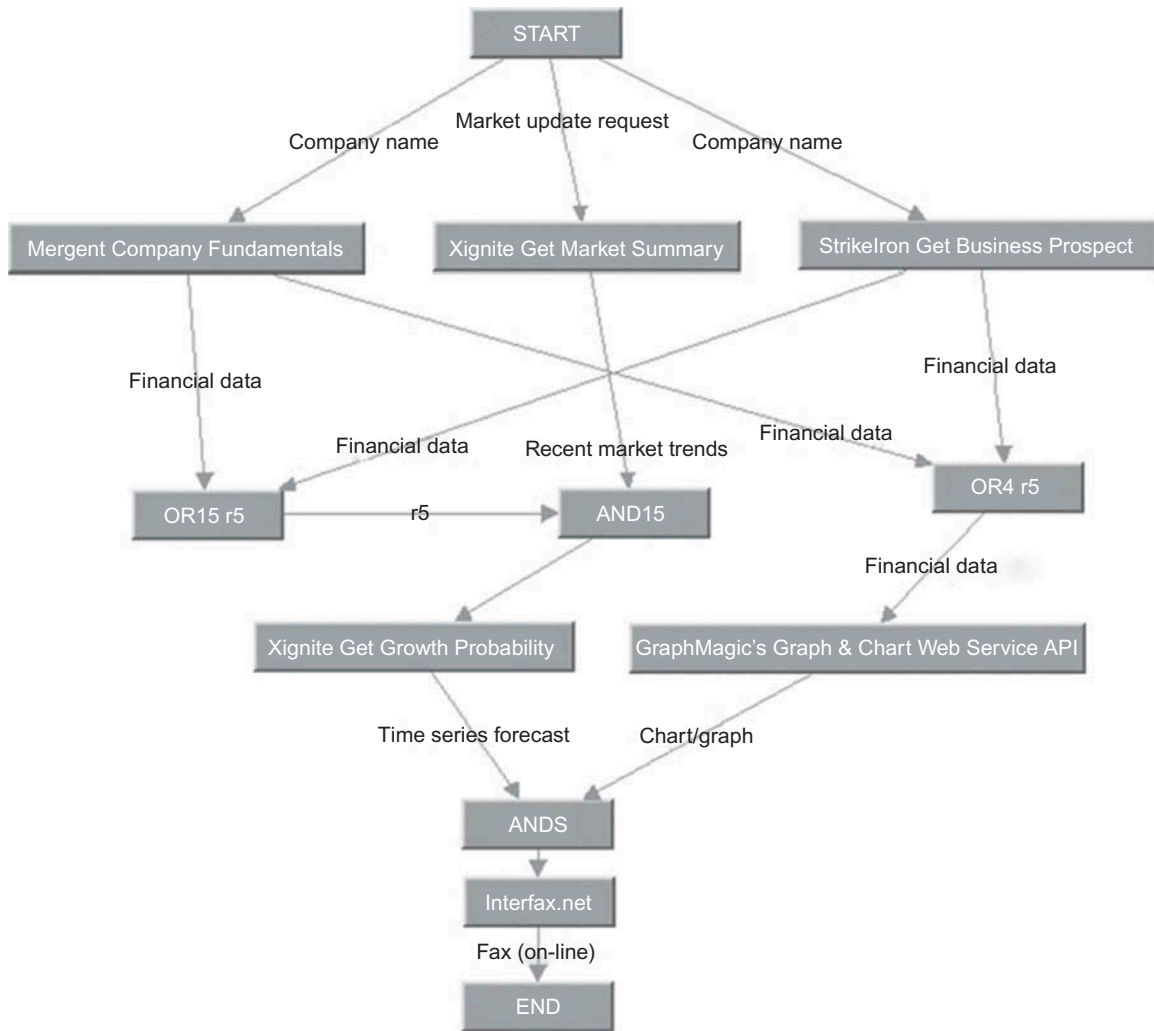 START
Market update request
Company name
Company name
Mergent Company Fundamentals
Xignite Get Market Summary
StrikeIron Get Business Prospect
Financial data
Financial data
Financial data
Financial data
Recent market trends
OR15 r5
r5
AND15
OR4 r5
Financial data
Xignite Get Growth Probability
GraphMagic’s Graph & Chart Web Service API
Time series forecast
Chart/graph
ANDS
Interfax.net
Fax (on-line)
END